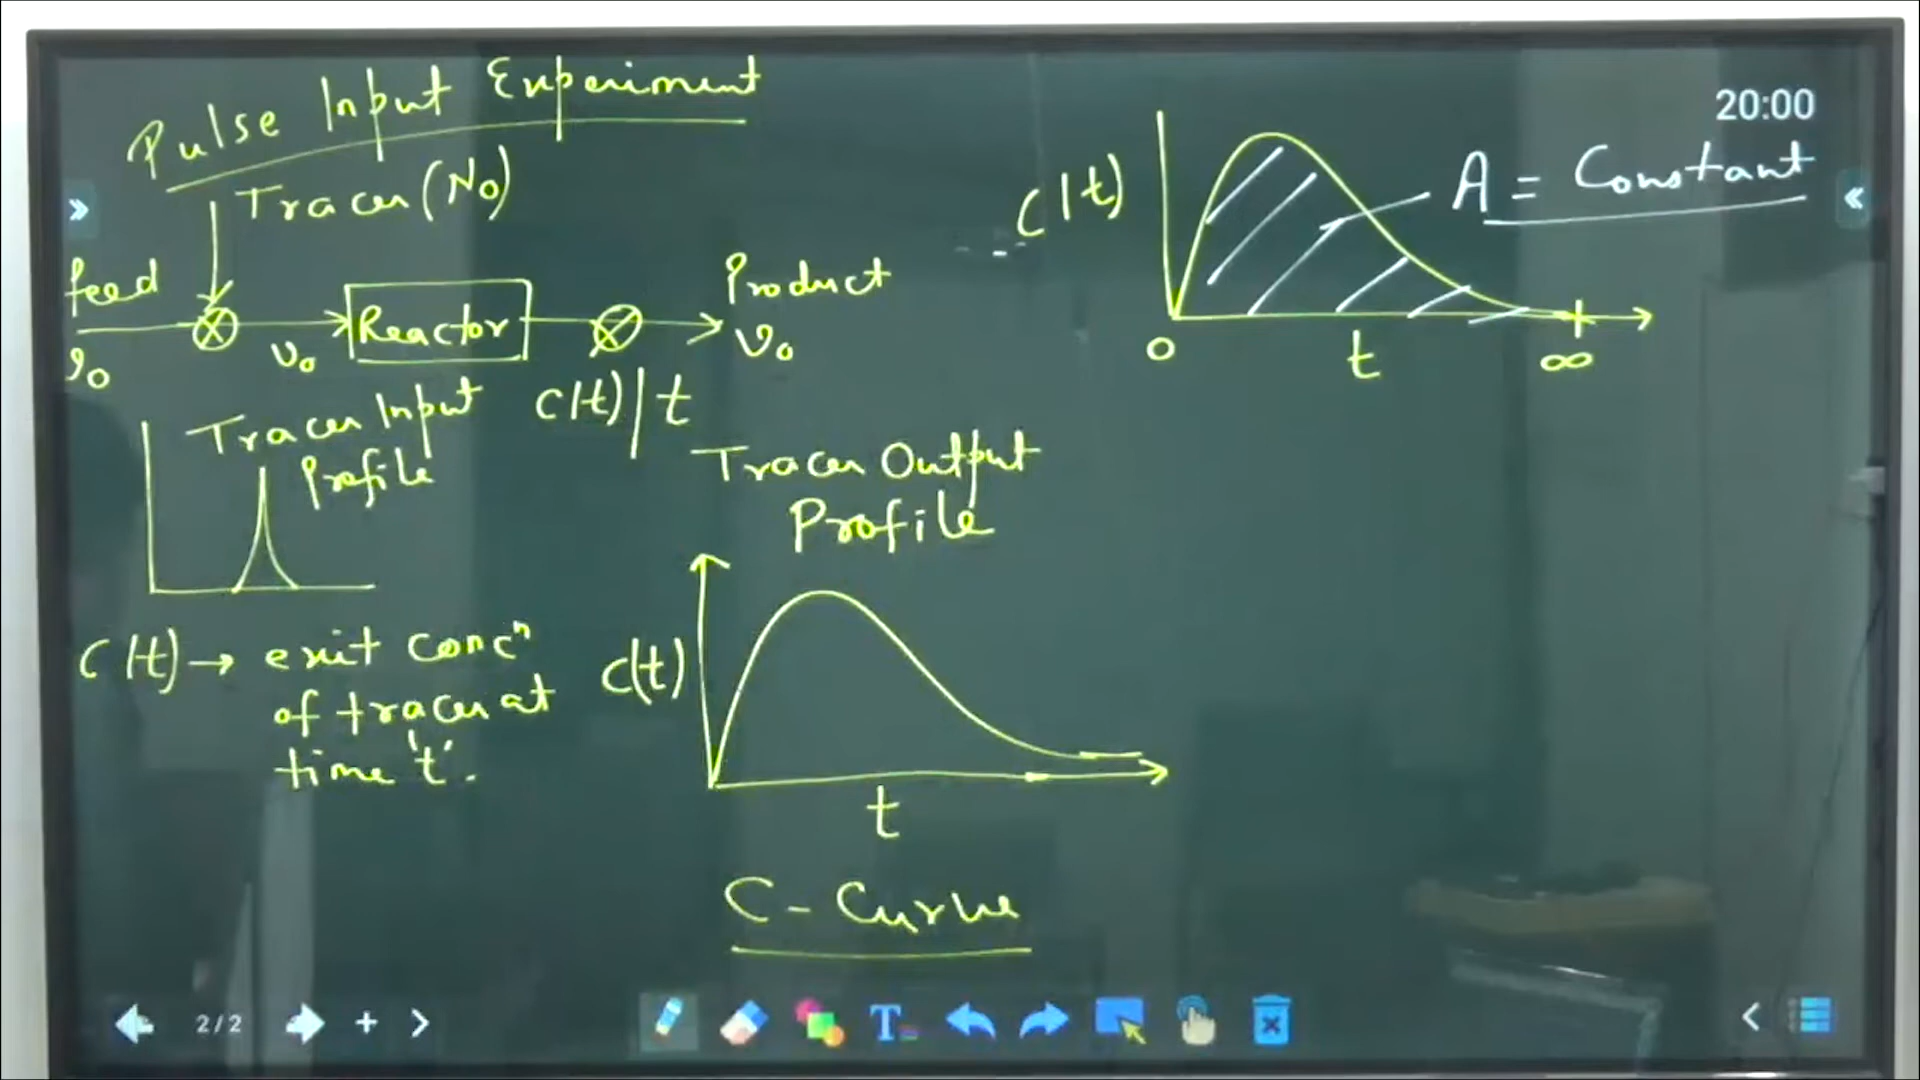 Pulse Input Experiment
Tracer (N₀)
feed
v₀
v₀
Reactor
Product
v₀
C(t) | t
Tracer Input
Profile
Tracer Output
Profile
C(t) → exit concⁿ
of tracer at
time 't'.
C(t)
t
C-Curve
20:00
C(t)
A = Constant
0
t
∞
2/2
T